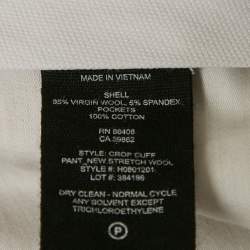 MADE IN VIETNAM
SHELL
95% VIRGIN WOOL, 5% SPANDEX
POCKETS
100% COTTON
RN 86408
CA 39862
STYLE: CROP CUFF
PANT_NEW STRETCH WOOL
STYLE: H0801201
LOT #: 384196
DRY CLEAN - NORMAL CYCLE
ANY SOLVENT EXCEPT
TRICHLOROETHYLENE
P